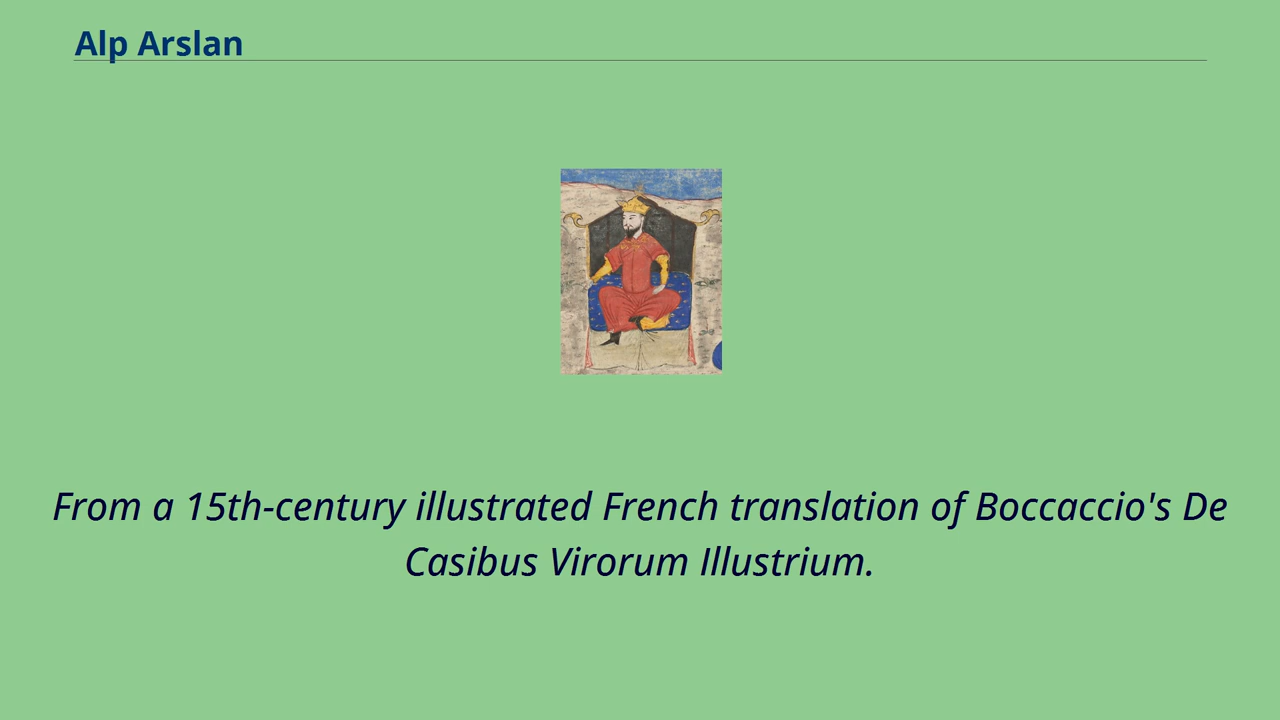 Alp Arslan
From a 15th-century illustrated French translation of Boccaccio's De
Casibus Virorum Illustrium.